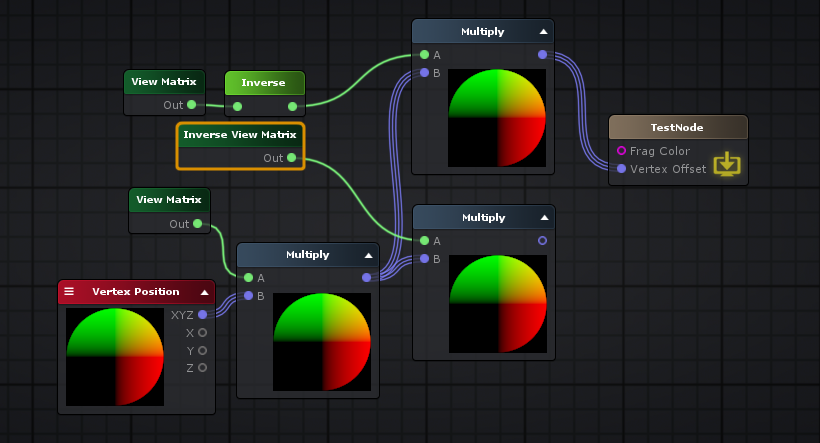 Multiply
A
B
View Matrix
Out
Inverse
Inverse View Matrix
Out
TestNode
Frag Color
Vertex Offset
View Matrix
Out
Multiply
A
B
Multiply
A
B
Vertex Position
XYZ
X
Y
Z